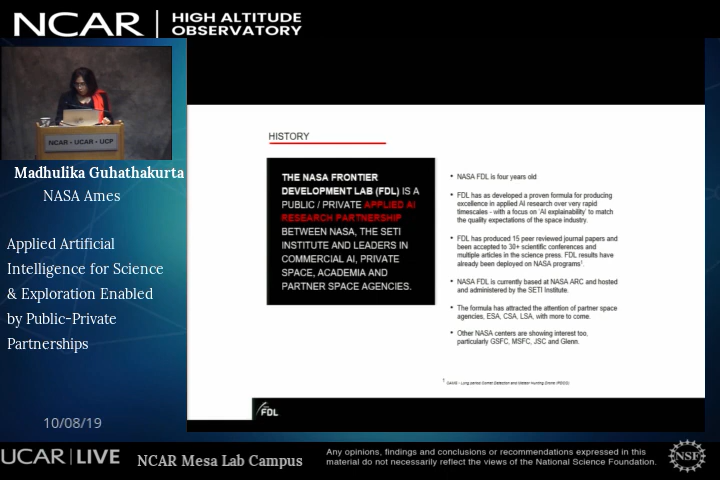 NCAR
HIGH ALTITUDE
OBSERVATORY
NCAR • UCAR • UCP
Madhulika Guhathakurta
NASA Ames
Applied Artificial
Intelligence for Science
& Exploration Enabled
by Public-Private
Partnerships
10/08/19
HISTORY
THE NASA FRONTIER
DEVELOPMENT LAB (FDL) IS A
PUBLIC / PRIVATE APPLIED AI
RESEARCH PARTNERSHIP
BETWEEN NASA, THE SETI
INSTITUTE AND LEADERS IN
COMMERCIAL AI, PRIVATE
SPACE, ACADEMIA AND
PARTNER SPACE AGENCIES.
• NASA FDL is four years old
• FDL has as developed a proven formula for producing
excellence in applied AI research over very rapid
timescales - with a focus on 'AI explainability' to match
the quality expectations of the space industry.
• FDL has produced 15 peer reviewed journal papers and
been accepted to 30+ scientific conferences and
multiple articles in the science press. FDL results have
already been deployed on NASA programs¹.
• NASA FDL is currently based at NASA ARC and hosted
and administered by the SETI Institute.
• The formula has attracted the attention of partner space
agencies, ESA, CSA, LSA, with more to come.
• Other NASA centers are showing interest too,
particularly GSFC, MSFC, JSC and Glenn.
FDL
UCAR | LIVE
NCAR Mesa Lab Campus
Any opinions, findings and conclusions or recommendations expressed in this
material do not necessarily reflect the views of the National Science Foundation.
NSF